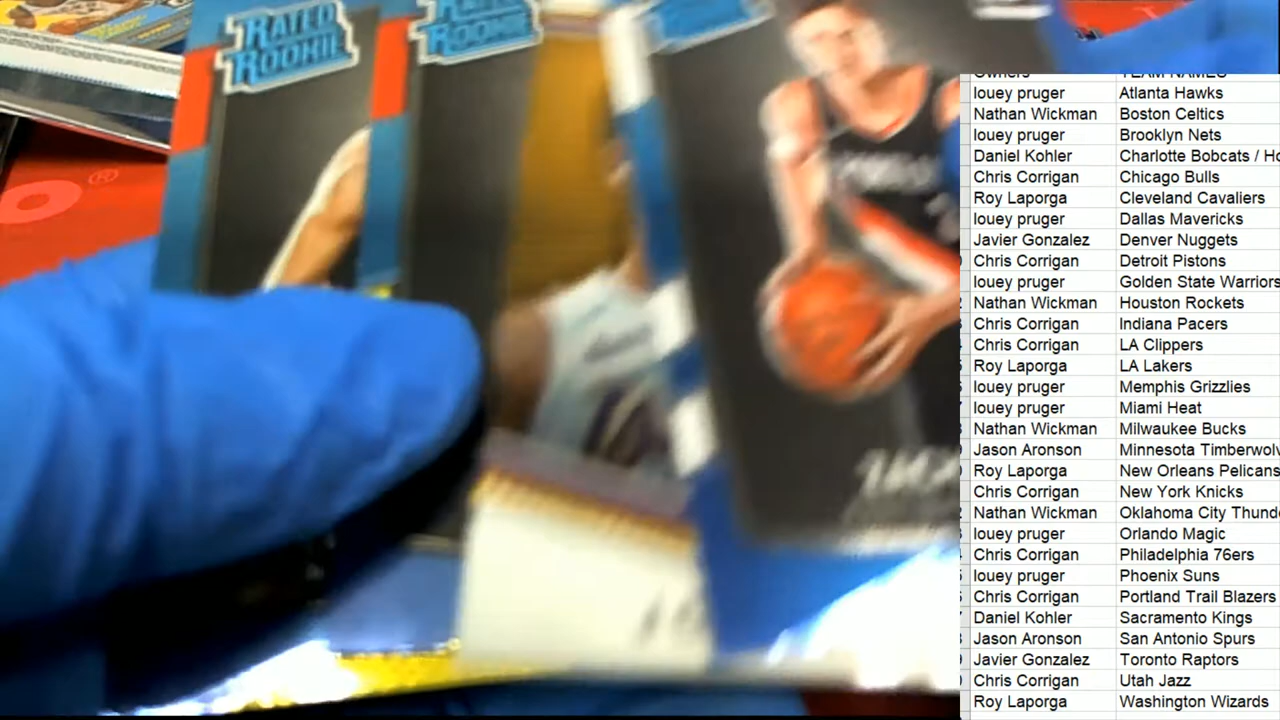 RATED ROOKIE
RATED ROOKIE
Owners TEAM NAMES
louey pruger Atlanta Hawks
Nathan Wickman Boston Celtics
louey pruger Brooklyn Nets
Daniel Kohler Charlotte Bobcats / Ho
Chris Corrigan Chicago Bulls
Roy Laporga Cleveland Cavaliers
louey pruger Dallas Mavericks
Javier Gonzalez Denver Nuggets
Chris Corrigan Detroit Pistons
louey pruger Golden State Warriors
Nathan Wickman Houston Rockets
Chris Corrigan Indiana Pacers
Chris Corrigan LA Clippers
Roy Laporga LA Lakers
louey pruger Memphis Grizzlies
louey pruger Miami Heat
Nathan Wickman Milwaukee Bucks
Jason Aronson Minnesota Timberwolv
Roy Laporga New Orleans Pelicans
Chris Corrigan New York Knicks
Nathan Wickman Oklahoma City Thunde
louey pruger Orlando Magic
Chris Corrigan Philadelphia 76ers
louey pruger Phoenix Suns
Chris Corrigan Portland Trail Blazers
Daniel Kohler Sacramento Kings
Jason Aronson San Antonio Spurs
Javier Gonzalez Toronto Raptors
Chris Corrigan Utah Jazz
Roy Laporga Washington Wizards